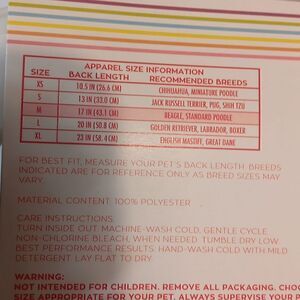 APPAREL SIZE INFORMATION
SIZE BACK LENGTH RECOMMENDED BREEDS
XS 10.5 IN (26.6 CM) CHIHUAHUA, MINIATURE POODLE
S 13 IN (33.0 CM) JACK RUSSELL TERRIER, PUG, SHIH TZU
M 17 IN (43.1 CM) BEAGLE, STANDARD POODLE
L 20 IN (50.8 CM) GOLDEN RETRIEVER, LABRADOR, BOXER
XL 23 IN (58.4 CM) ENGLISH MASTIFF, GREAT DANE
FOR BEST FIT, MEASURE YOUR PET'S BACK LENGTH. BREEDS
INDICATED ARE FOR REFERENCE ONLY AS BREED SIZES MAY
VARY.
MATERIAL CONTENT: 100% POLYESTER
CARE INSTRUCTIONS:
TURN INSIDE OUT. MACHINE-WASH COLD, GENTLE CYCLE
NON-CHLORINE BLEACH, WHEN NEEDED. TUMBLE DRY LOW
BEST PERFORMANCE RESULTS: HAND-WASH COLD WITH MILD
DETERGENT. LAY FLAT TO DRY.
WARNING:
NOT INTENDED FOR CHILDREN. REMOVE ALL PACKAGING. CHO
SIZE APPROPRIATE FOR YOUR PET. ALWAYS SUPERVISE YOUR P